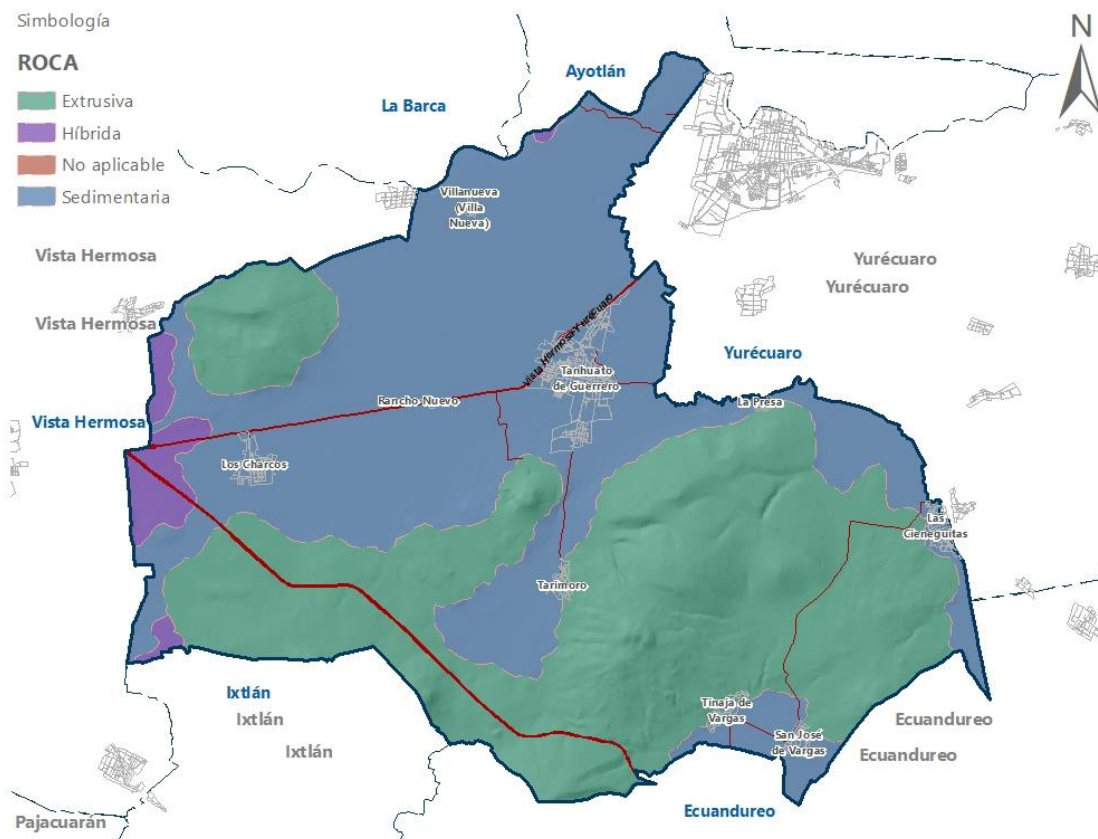 Simbología
ROCA
Extrusiva
Híbrida
No aplicable
Sedimentaria
N
Ayotlán
La Barca
Villanueva
(Villa
Nueva)
Vista Hermosa
Vista Hermosa
Vista Hermosa
Yurécuaro
Yurécuaro
Yurécuaro
Vista Hermosa-Yurécuaro
Tanhuato
de Guerrero
Rancho Nuevo
La Presa
Los Charcos
Las
Cieneguitas
Tarimoro
Ixtlán
Ixtlán
Ixtlán
Tinaja de
Vargas
San José
de Vargas
Ecuandureo
Ecuandureo
Ecuandureo
Pajacuarán